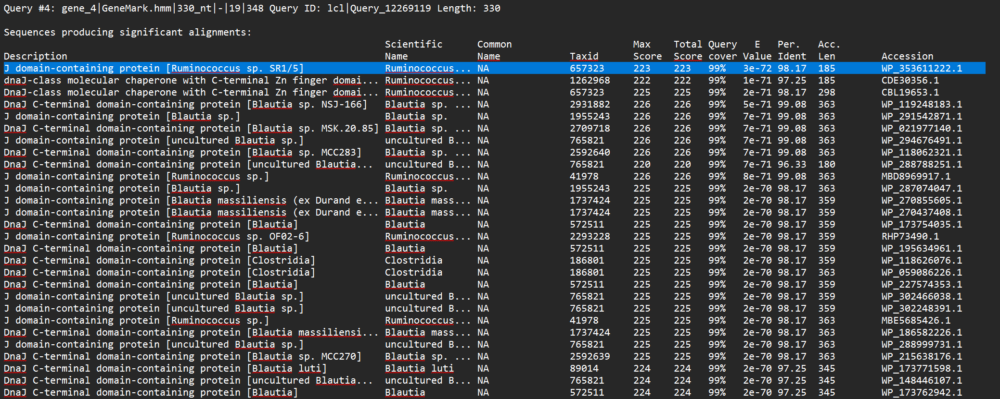 Query #4: gene_4|GeneMark.hmm|330_nt|-|19|348 Query ID: lcl|Query_12269119 Length: 330
Sequences producing significant alignments:
Scientific Common Max Total Query E Per. Acc.
Description Name Name Taxid Score Score cover Value Ident Len Accession
J domain-containing protein [Ruminococcus sp. SR1/5] Ruminococcus... NA 657323 223 223 99% 3e-72 98.17 185 WP_353611222.1
dnaJ-class molecular chaperone with C-terminal Zn finger domai... Ruminococcus... NA 1262968 222 222 99% 1e-71 97.25 185 CDE30356.1
DnaJ-class molecular chaperone with C-terminal Zn finger domai... Ruminococcus... NA 657323 225 225 99% 2e-71 98.17 298 CBL19653.1
DnaJ C-terminal domain-containing protein [Blautia sp. NSJ-166] Blautia sp. ... NA 2931882 226 226 99% 5e-71 99.08 363 WP_119248183.1
J domain-containing protein [Blautia sp.] Blautia sp. NA 1955243 226 226 99% 7e-71 99.08 363 WP_291542871.1
DnaJ C-terminal domain-containing protein [Blautia sp. MSK.20.85] Blautia sp. ... NA 2709718 226 226 99% 7e-71 99.08 363 WP_021977140.1
J domain-containing protein [uncultured Blautia sp.] uncultured B... NA 765821 226 226 99% 7e-71 99.08 363 WP_294676491.1
DnaJ C-terminal domain-containing protein [Blautia sp. MCC283] Blautia sp. ... NA 2592640 226 226 99% 7e-71 99.08 363 WP_118062321.1
DnaJ C-terminal domain-containing protein [uncultured Blautia... uncultured B... NA 765821 220 220 99% 7e-71 96.33 180 WP_288788251.1
J domain-containing protein [Ruminococcus sp.] Ruminococcus... NA 41978 226 226 99% 8e-71 99.08 363 MBD8969917.1
J domain-containing protein [Blautia sp.] Blautia sp. NA 1955243 225 225 99% 2e-70 98.17 363 WP_287074047.1
J domain-containing protein [Blautia massiliensis (ex Durand e... Blautia mass... NA 1737424 225 225 99% 2e-70 98.17 359 WP_270855605.1
J domain-containing protein [Blautia massiliensis (ex Durand e... Blautia mass... NA 1737424 225 225 99% 2e-70 98.17 359 WP_270437408.1
DnaJ C-terminal domain-containing protein [Blautia] Blautia NA 572511 225 225 99% 2e-70 98.17 359 WP_173754035.1
J domain-containing protein [Ruminococcus sp. OF02-6] Ruminococcus... NA 2293228 225 225 99% 2e-70 98.17 359 RHP73490.1
DnaJ C-terminal domain-containing protein [Blautia] Blautia NA 572511 225 225 99% 2e-70 98.17 359 WP_195634961.1
DnaJ C-terminal domain-containing protein [Clostridia] Clostridia NA 186801 225 225 99% 2e-70 98.17 359 WP_118626076.1
DnaJ C-terminal domain-containing protein [Clostridia] Clostridia NA 186801 225 225 99% 2e-70 98.17 359 WP_059086226.1
DnaJ C-terminal domain-containing protein [Blautia] Blautia NA 572511 225 225 99% 2e-70 98.17 359 WP_227574353.1
J domain-containing protein [uncultured Blautia sp.] uncultured B... NA 765821 225 225 99% 2e-70 98.17 359 WP_302466038.1
J domain-containing protein [uncultured Blautia sp.] uncultured B... NA 765821 225 225 99% 2e-70 98.17 359 WP_302248391.1
J domain-containing protein [Ruminococcus sp.] Ruminococcus... NA 41978 225 225 99% 2e-70 98.17 363 MBE5685426.1
DnaJ C-terminal domain-containing protein [Blautia massiliensi... Blautia mass... NA 1737424 225 225 99% 2e-70 98.17 363 WP_186582226.1
J domain-containing protein [uncultured Blautia sp.] uncultured B... NA 765821 225 225 99% 2e-70 98.17 363 WP_288999731.1
DnaJ C-terminal domain-containing protein [Blautia sp. MCC270] Blautia sp. ... NA 2592639 225 225 99% 2e-70 98.17 363 WP_215638176.1
DnaJ C-terminal domain-containing protein [Blautia luti] Blautia luti NA 89014 224 224 99% 2e-70 97.25 345 WP_173771598.1
DnaJ C-terminal domain-containing protein [uncultured Blautia... uncultured B... NA 765821 224 224 99% 2e-70 97.25 345 WP_148446107.1
DnaJ C-terminal domain-containing protein [Blautia] Blautia NA 572511 224 224 99% 2e-70 97.25 345 WP_173762942.1